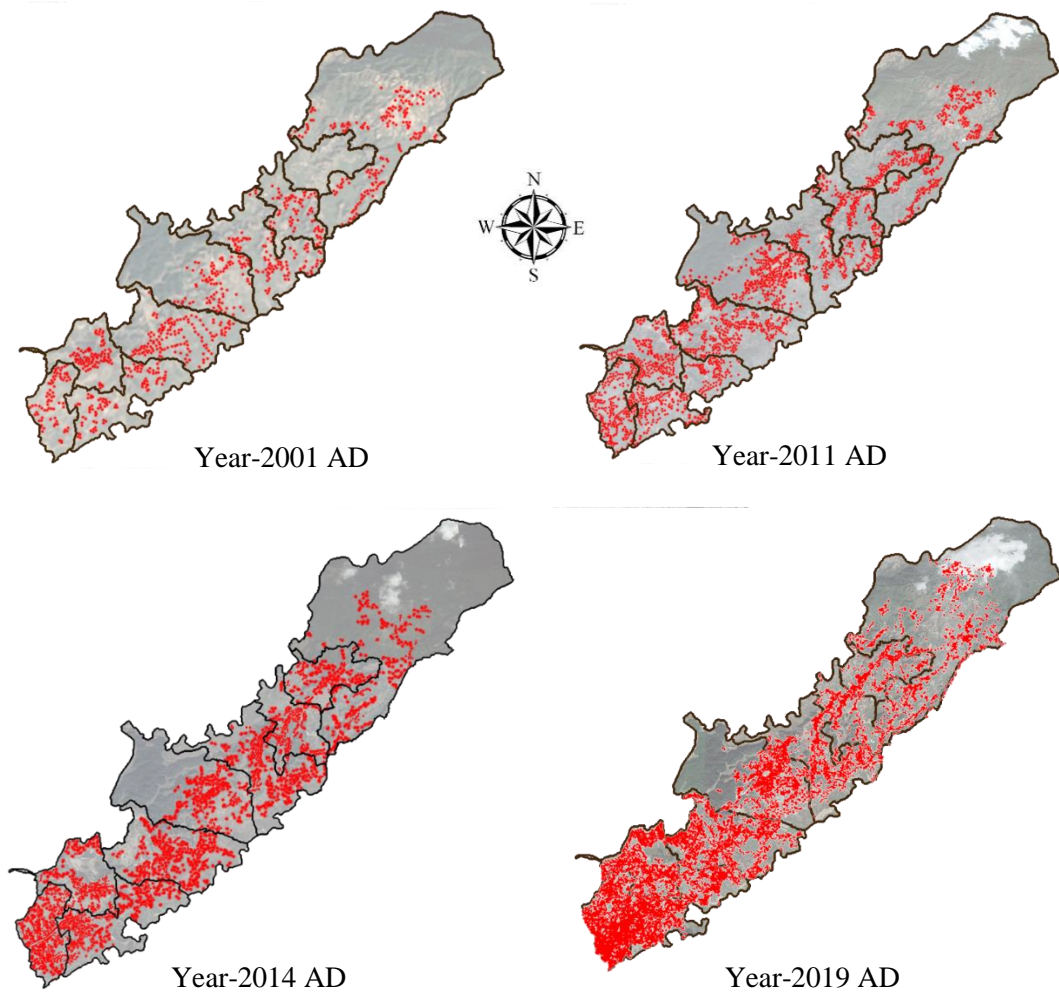 N
W E
S
Year-2001 AD
Year-2011 AD
Year-2014 AD
Year-2019 AD